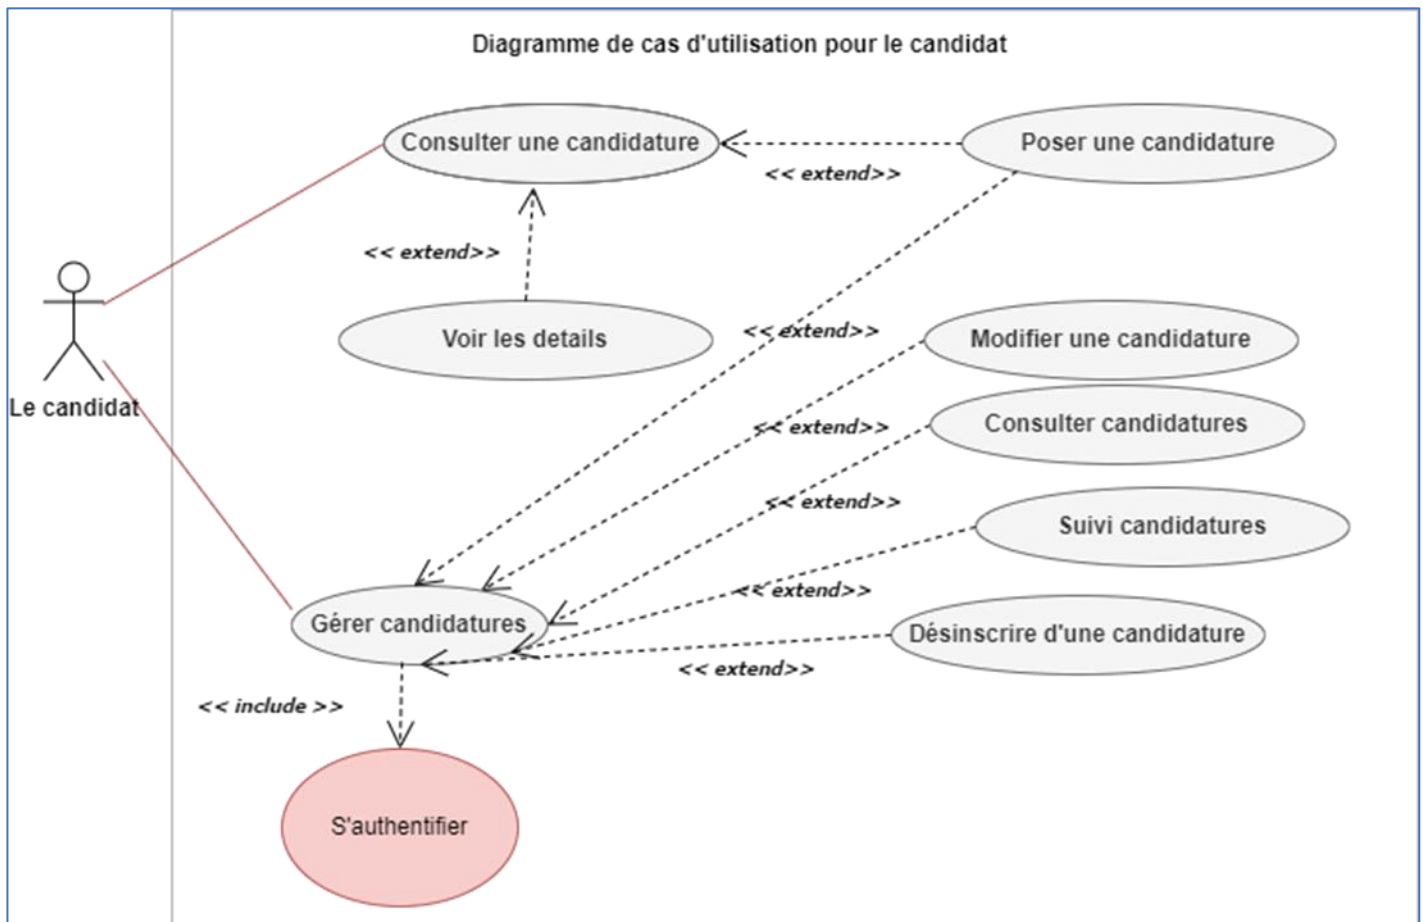 Diagramme de cas d'utilisation pour le candidat
Consulter une candidature
Poser une candidature
<< extend>>
<< extend>>
Voir les details
<< extend>>
Modifier une candidature
Le candidat
<< extend>>
Consulter candidatures
<< extend>>
Suivi candidatures
<< extend>>
Gérer candidatures
Désinscrire d'une candidature
<< extend>>
<< include >>
S'authentifier